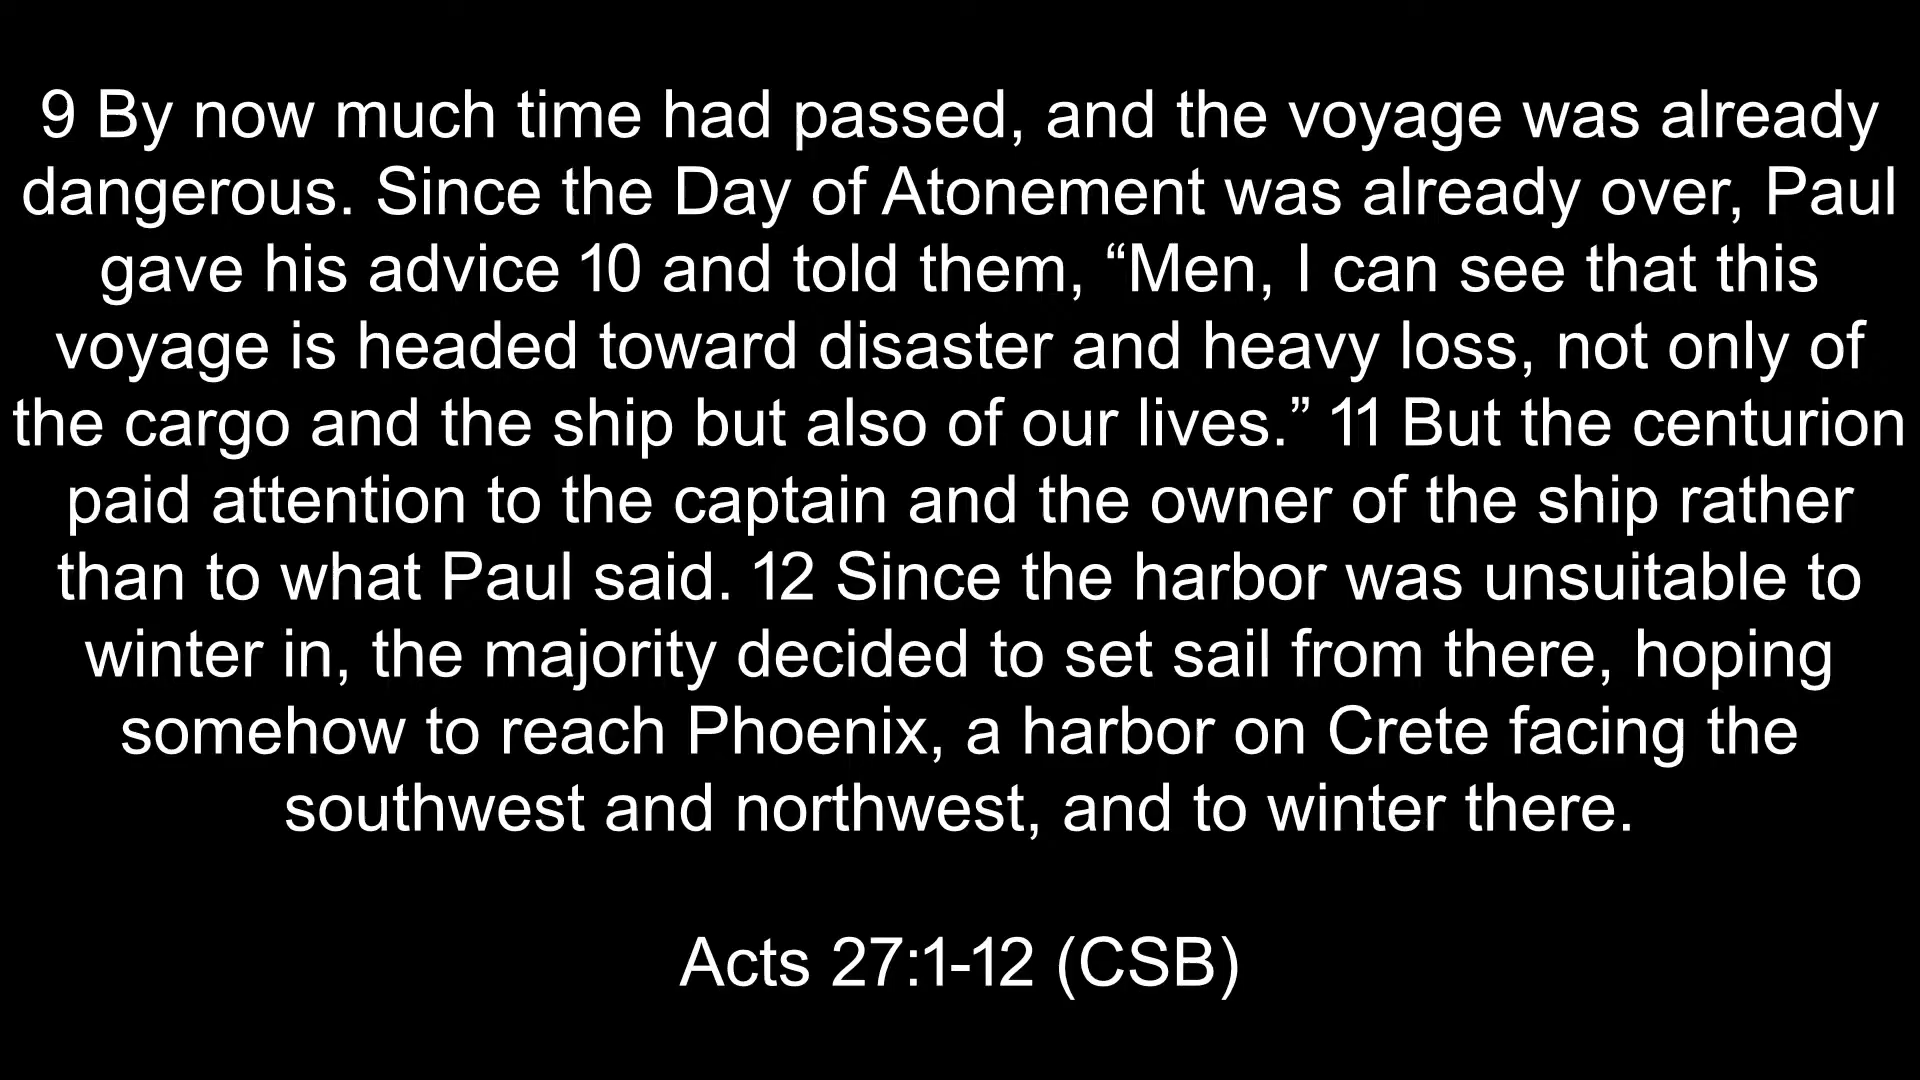 9 By now much time had passed, and the voyage was already
dangerous. Since the Day of Atonement was already over, Paul
gave his advice 10 and told them, “Men, I can see that this
voyage is headed toward disaster and heavy loss, not only of
the cargo and the ship but also of our lives.” 11 But the centurion
paid attention to the captain and the owner of the ship rather
than to what Paul said. 12 Since the harbor was unsuitable to
winter in, the majority decided to set sail from there, hoping
somehow to reach Phoenix, a harbor on Crete facing the
southwest and northwest, and to winter there.
Acts 27:1-12 (CSB)